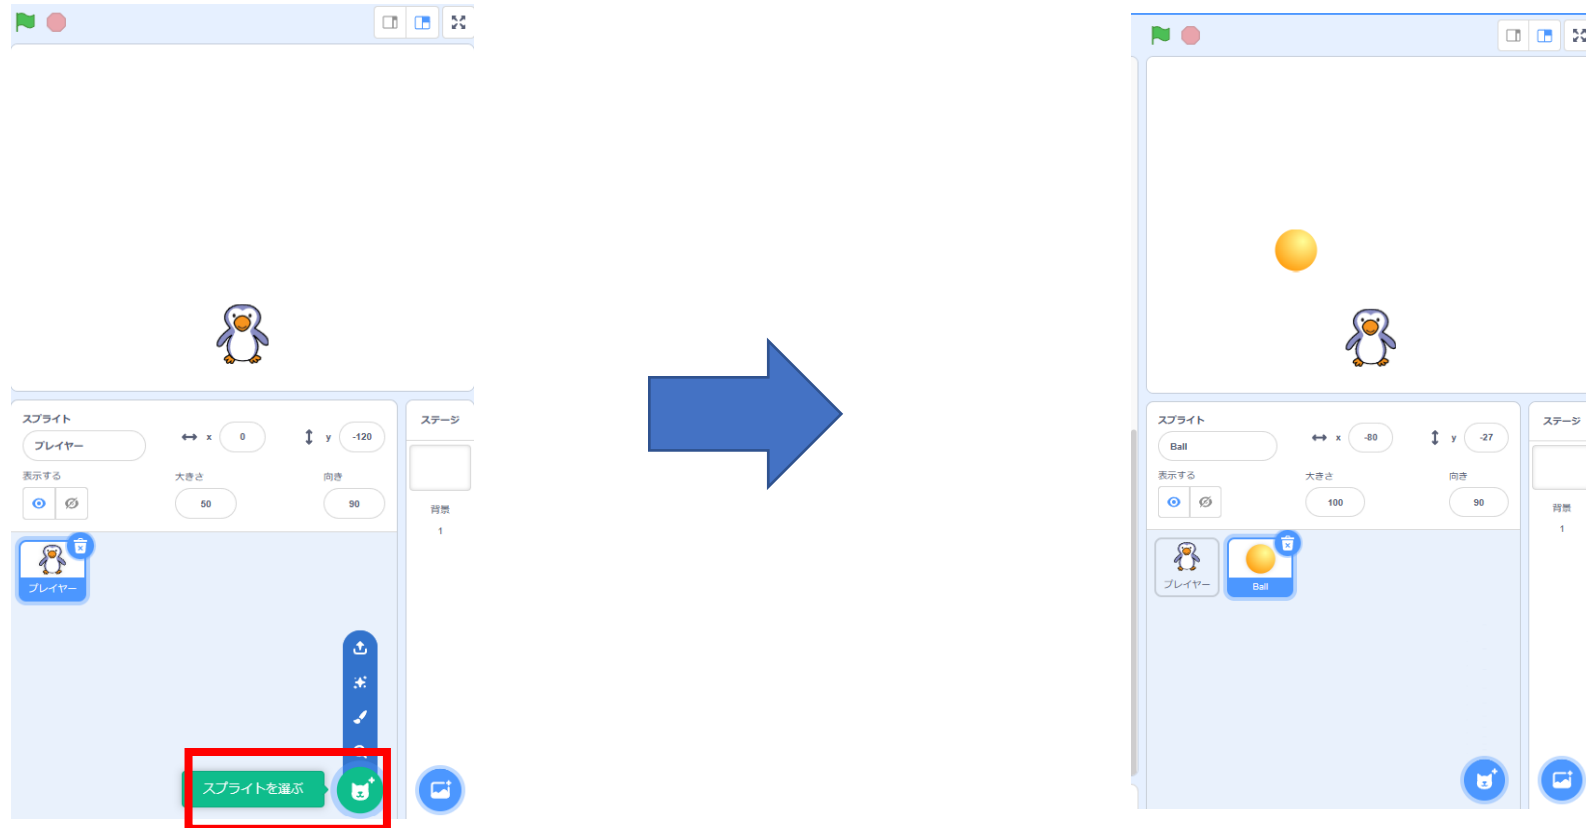 スプライト
プレイヤー
x
0
y
-120
表示する
大きさ
50
向き
90
ステージ
背景
1
プレイヤー
スプライトを選ぶ
スプライト
Ball
x
-80
y
-27
表示する
大きさ
100
向き
90
ステージ
背景
1
プレイヤー
Ball